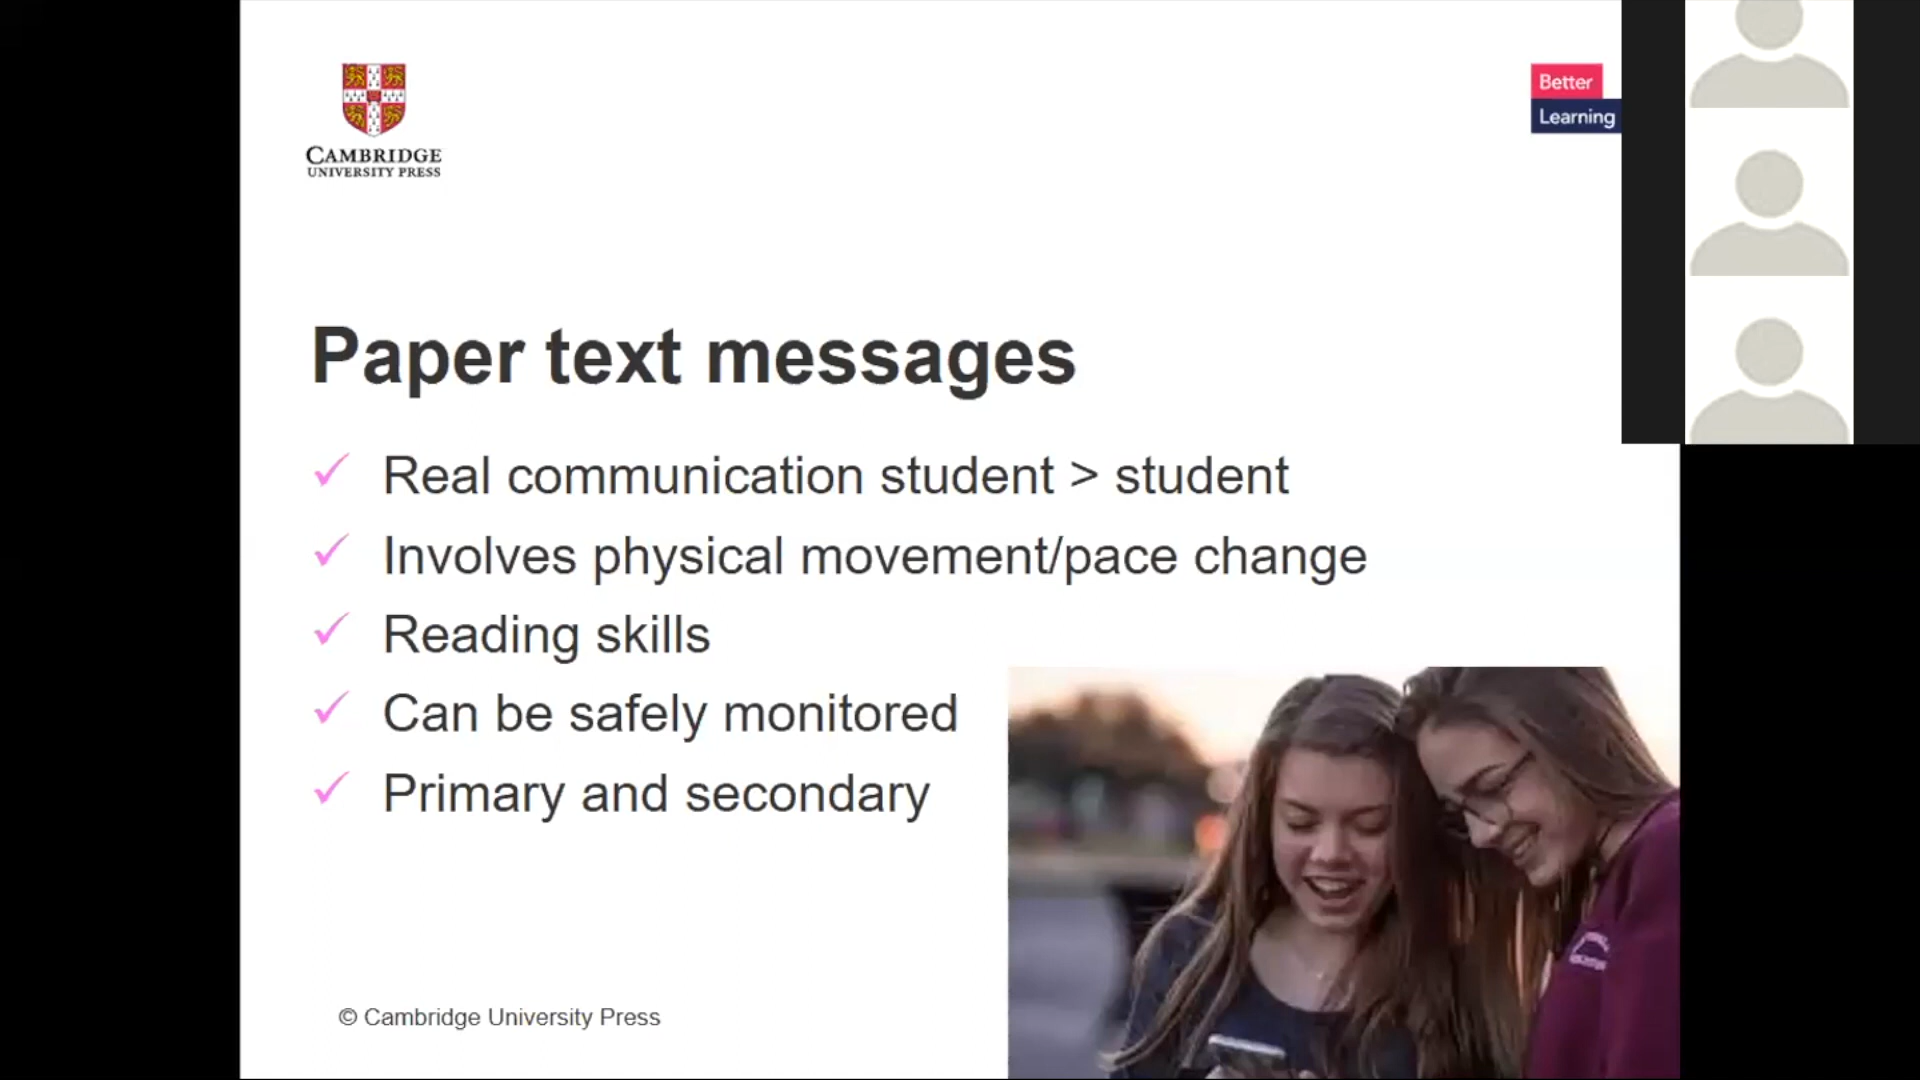 CAMBRIDGE
UNIVERSITY PRESS
Better
Learning
Paper text messages
Real communication student > student
Involves physical movement/pace change
Reading skills
Can be safely monitored
Primary and secondary
© Cambridge University Press